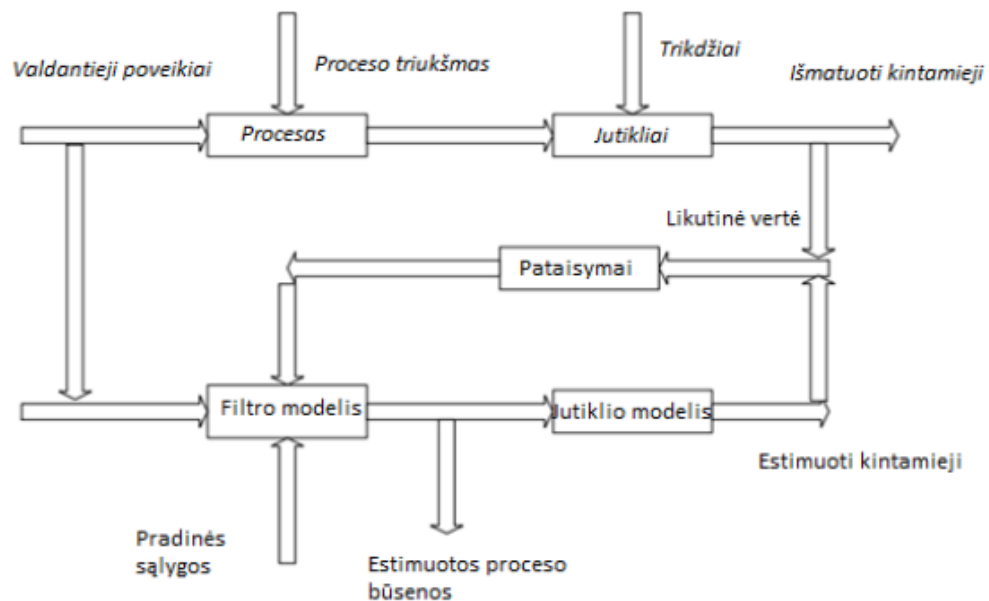 Valdantieji poveikiai
Proceso triukšmas
Trikdžiai
Išmatuoti kintamieji
Procesas
Jutikliai
Likutinė vertė
Pataisymai
Filtro modelis
Jutiklio modelis
Estimuoti kintamieji
Pradinės
sąlygos
Estimuotos proceso
būsenos